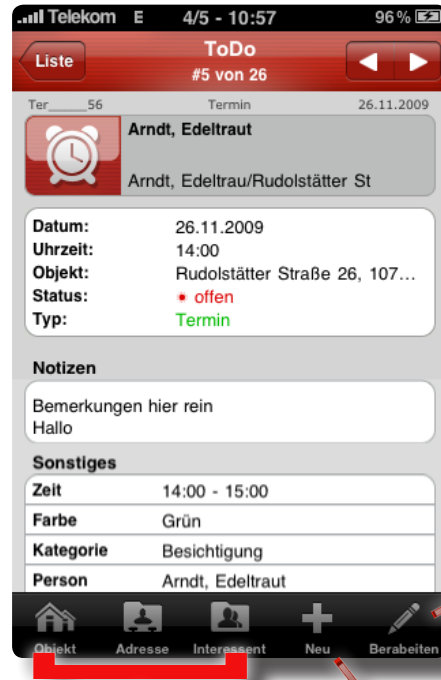 Telekom E 4/5 - 10:57 96 %
Liste ToDo
#5 von 26
Ter_____56 Termin 26.11.2009
Arndt, Edeltraut
Arndt, Edeltrau/Rudolstätter St
Datum: 26.11.2009
Uhrzeit: 14:00
Objekt: Rudolstätter Straße 26, 107...
Status: offen
Typ: Termin
Notizen
Bemerkungen hier rein
Hallo
Sonstiges
Zeit 14:00 - 15:00
Farbe Grün
Kategorie Besichtigung
Person Arndt, Edeltraut
Objekt Adresse Interessent Neu Berabeiten